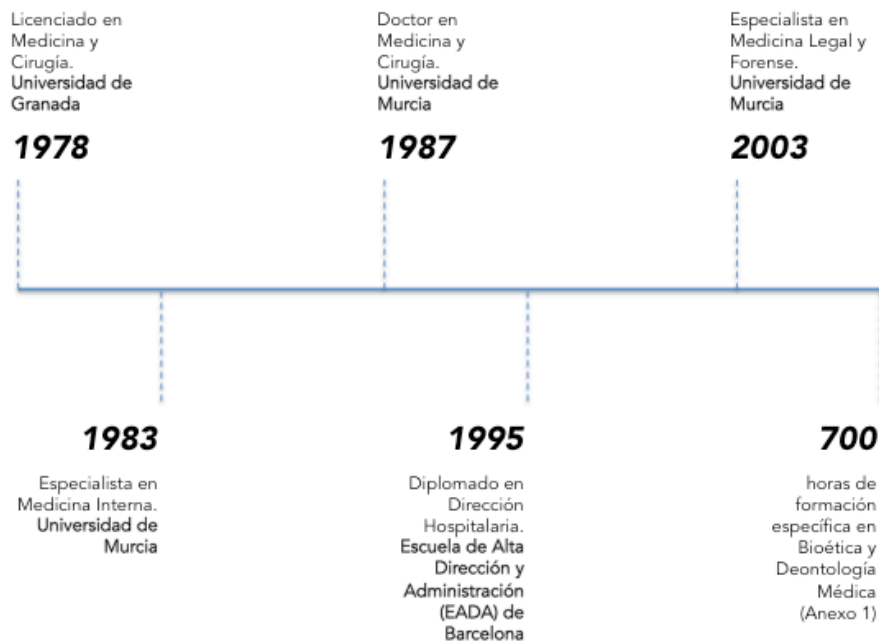 Licenciado en
Medicina y
Cirugía.
Universidad de
Granada
1978
Doctor en
Medicina y
Cirugía.
Universidad de
Murcia
1987
Especialista en
Medicina Legal y
Forense.
Universidad de
Murcia
2003
1983
Especialista en
Medicina Interna.
Universidad de
Murcia
1995
Diplomado en
Dirección
Hospitalaria.
Escuela de Alta
Dirección y
Administración
(EADA) de
Barcelona
700
horas de
formación
específica en
Bioética y
Deontología
Médica
(Anexo 1)